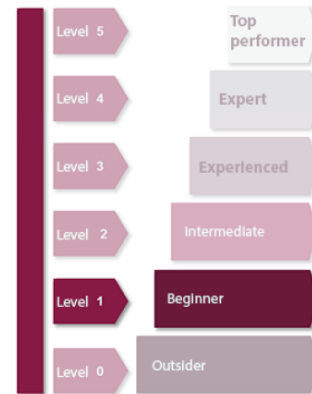 Level 5
Top
performer
Level 4
Expert
Level 3
Experienced
Level 2
Intermediate
Level 1
Beginner
Level 0
Outsider